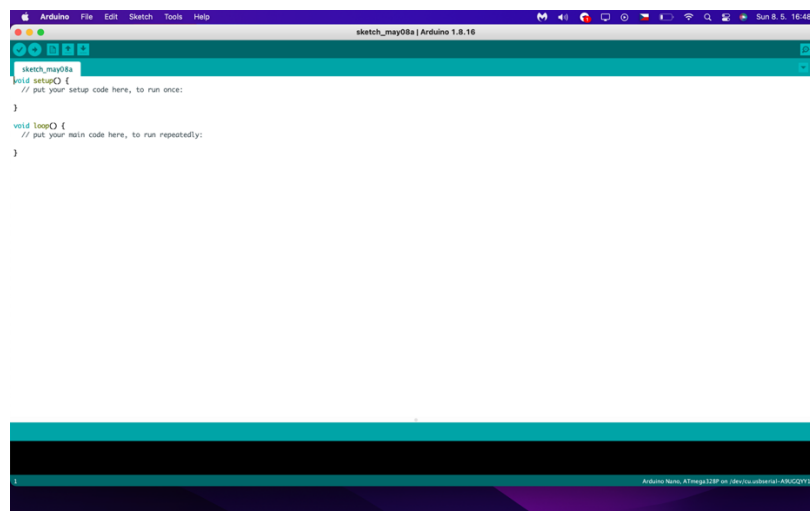 Arduino File Edit Sketch Tools Help Sun 8. 5. 16:48
sketch_may08a | Arduino 1.8.16
sketch_may08a
void setup() {
// put your setup code here, to run once:
}
void loop() {
// put your main code here, to run repeatedly:
}
1 Arduino Nano, ATmega328P on /dev/cu.usbserial-A9UGQYY1